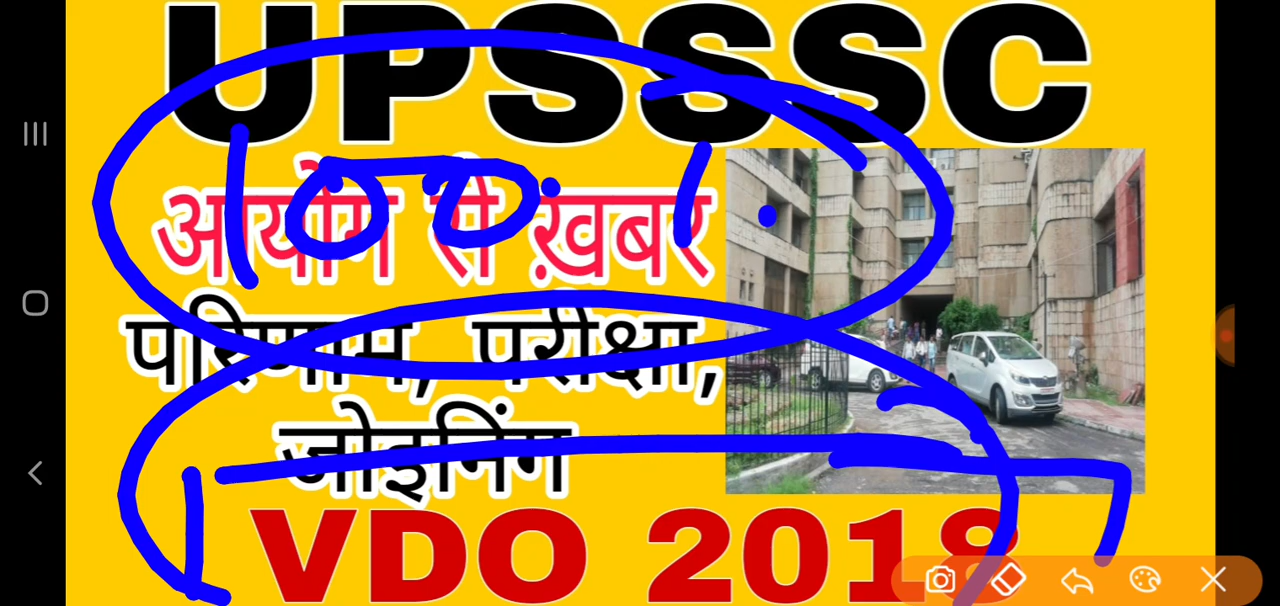 UPSSSC
आयोग से ख़बर
परिणाम, परीक्षा,
जोइनिंग
VDO 2018